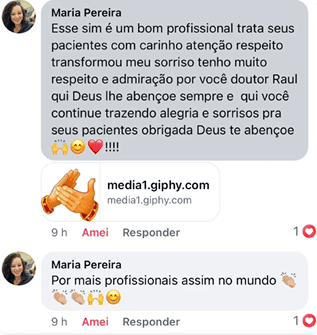 Maria Pereira
Esse sim é um bom profissional trata seus
pacientes com carinho atenção respeito
transformou meu sorriso tenho muito
respeito e admiração por você doutor Raul
qui Deus lhe abençoe sempre e qui você
continue trazendo alegria e sorrisos pra
seus pacientes obrigada Deus te abençoe
🙌😊❤️!!!!
media1.giphy.com
media1.giphy.com
9 h Amei Responder 1
Maria Pereira
Por mais profissionais assim no mundo 👏🏼
👏🏼👏🏼🙌😊
9 h Amei Responder 1